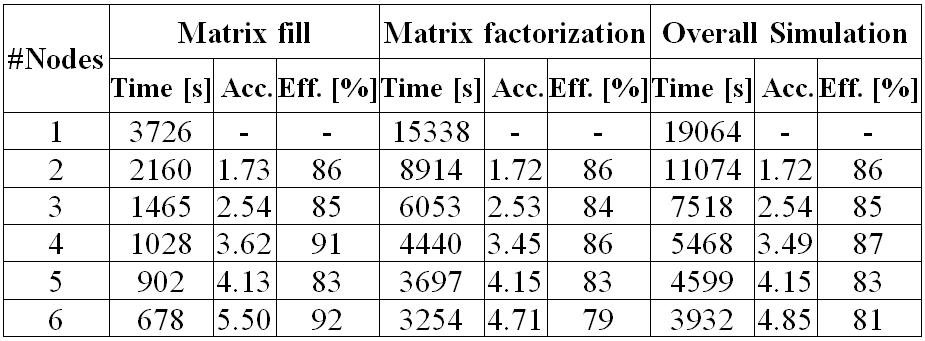 #Nodes Matrix fill Matrix factorization Overall Simulation
Time [s] Acc. Eff. [%] Time [s] Acc. Eff. [%] Time [s] Acc. Eff. [%]
1 3726 - - 15338 - - 19064 - -
2 2160 1.73 86 8914 1.72 86 11074 1.72 86
3 1465 2.54 85 6053 2.53 84 7518 2.54 85
4 1028 3.62 91 4440 3.45 86 5468 3.49 87
5 902 4.13 83 3697 4.15 83 4599 4.15 83
6 678 5.50 92 3254 4.71 79 3932 4.85 81